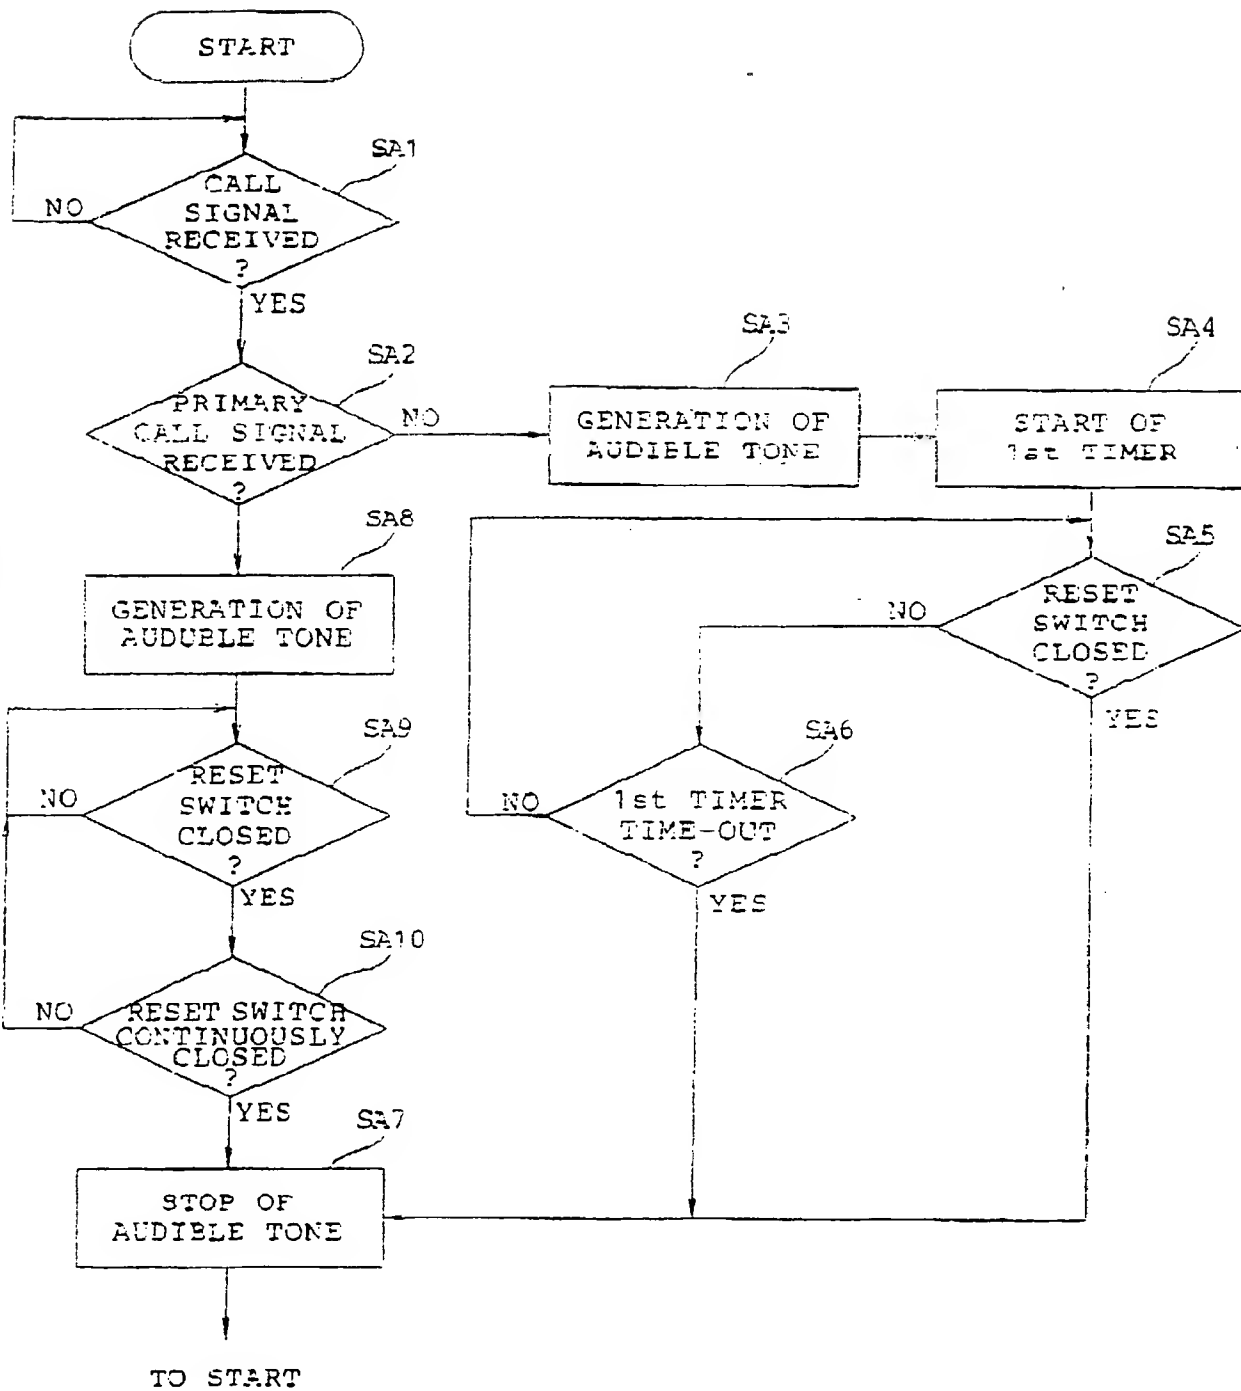 START
SA1
CALL
SIGNAL
RECEIVED
?
NO
YES
SA2
PRIMARY
CALL SIGNAL
RECEIVED
?
NO
SA3
GENERATION OF
AUDIBLE TONE
SA4
START OF
1st TIMER
SA5
RESET
SWITCH
CLOSED
?
NO
YES
SA6
1st TIMER
TIME-OUT
?
NO
YES
SA8
GENERATION OF
AUDUBLE TONE
SA9
RESET
SWITCH
CLOSED
?
NO
YES
SA10
RESET SWITCH
CONTINUOUSLY
CLOSED
?
NO
YES
SA7
STOP OF
AUDIBLE TONE
TO START